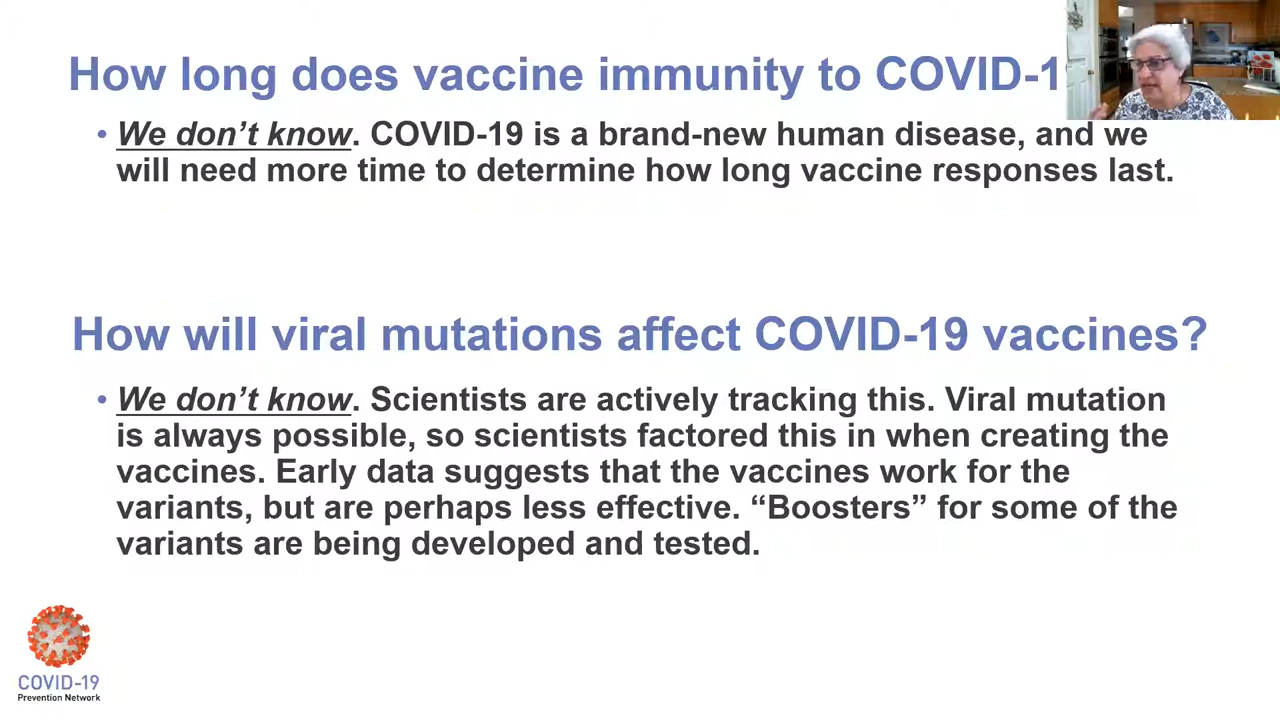 How long does vaccine immunity to COVID-1
• We don’t know. COVID-19 is a brand-new human disease, and we
will need more time to determine how long vaccine responses last.
How will viral mutations affect COVID-19 vaccines?
• We don’t know. Scientists are actively tracking this. Viral mutation
is always possible, so scientists factored this in when creating the
vaccines. Early data suggests that the vaccines work for the
variants, but are perhaps less effective. “Boosters” for some of the
variants are being developed and tested.
COVID-19
Prevention Network